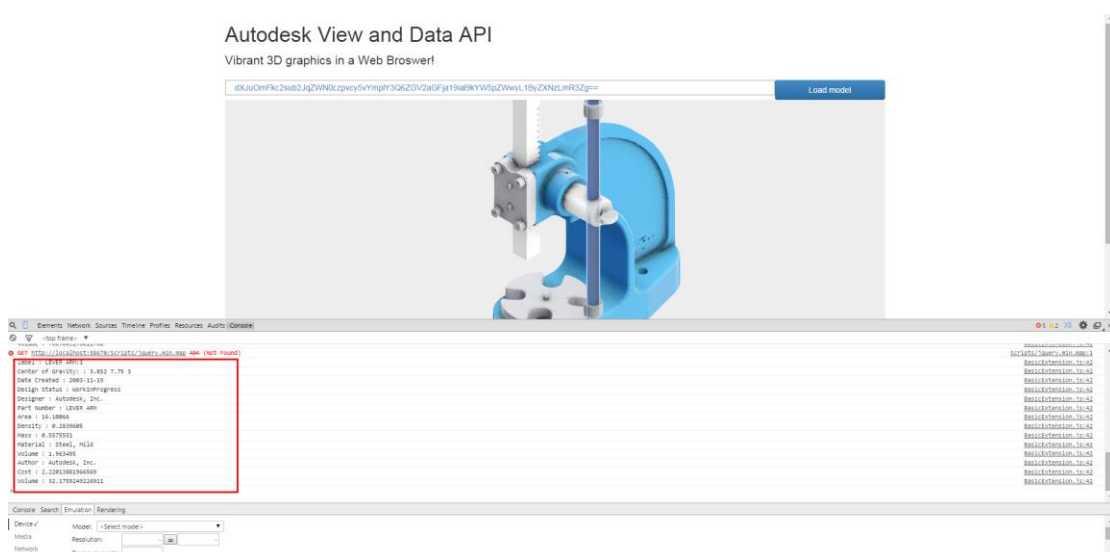 Autodesk View and Data API
Vibrant 3D graphics in a Web Broswer!
Load model
Elements Network Sources Timeline Profiles Resources Audits Console
5 2
<top frame>
GET http://localhost:58670/Scripts/jquery.min.map 404 (Not Found) Scripts/jquery.min.map:1
label : LEVER ARM:1 BasicExtension.js:42
Center of Gravity: : 3.852 7.75 3 BasicExtension.js:42
Date Created : 2003-11-19 BasicExtension.js:42
Design Status : WorkInProgress BasicExtension.js:42
Designer : Autodesk, Inc. BasicExtension.js:42
Part Number : LEVER ARM BasicExtension.js:42
Area : 16.10066 BasicExtension.js:42
Density : 0.2839605 BasicExtension.js:42
Mass : 0.5575551 BasicExtension.js:42
Material : Steel, Mild BasicExtension.js:42
Volume : 1.963495 BasicExtension.js:42
Author : Autodesk, Inc. BasicExtension.js:42
Cost : BasicExtension.js:42
Volume : BasicExtension.js:42
Console Search Emulation Rendering
Device Model: <Select model>
Media Resolution:
Network